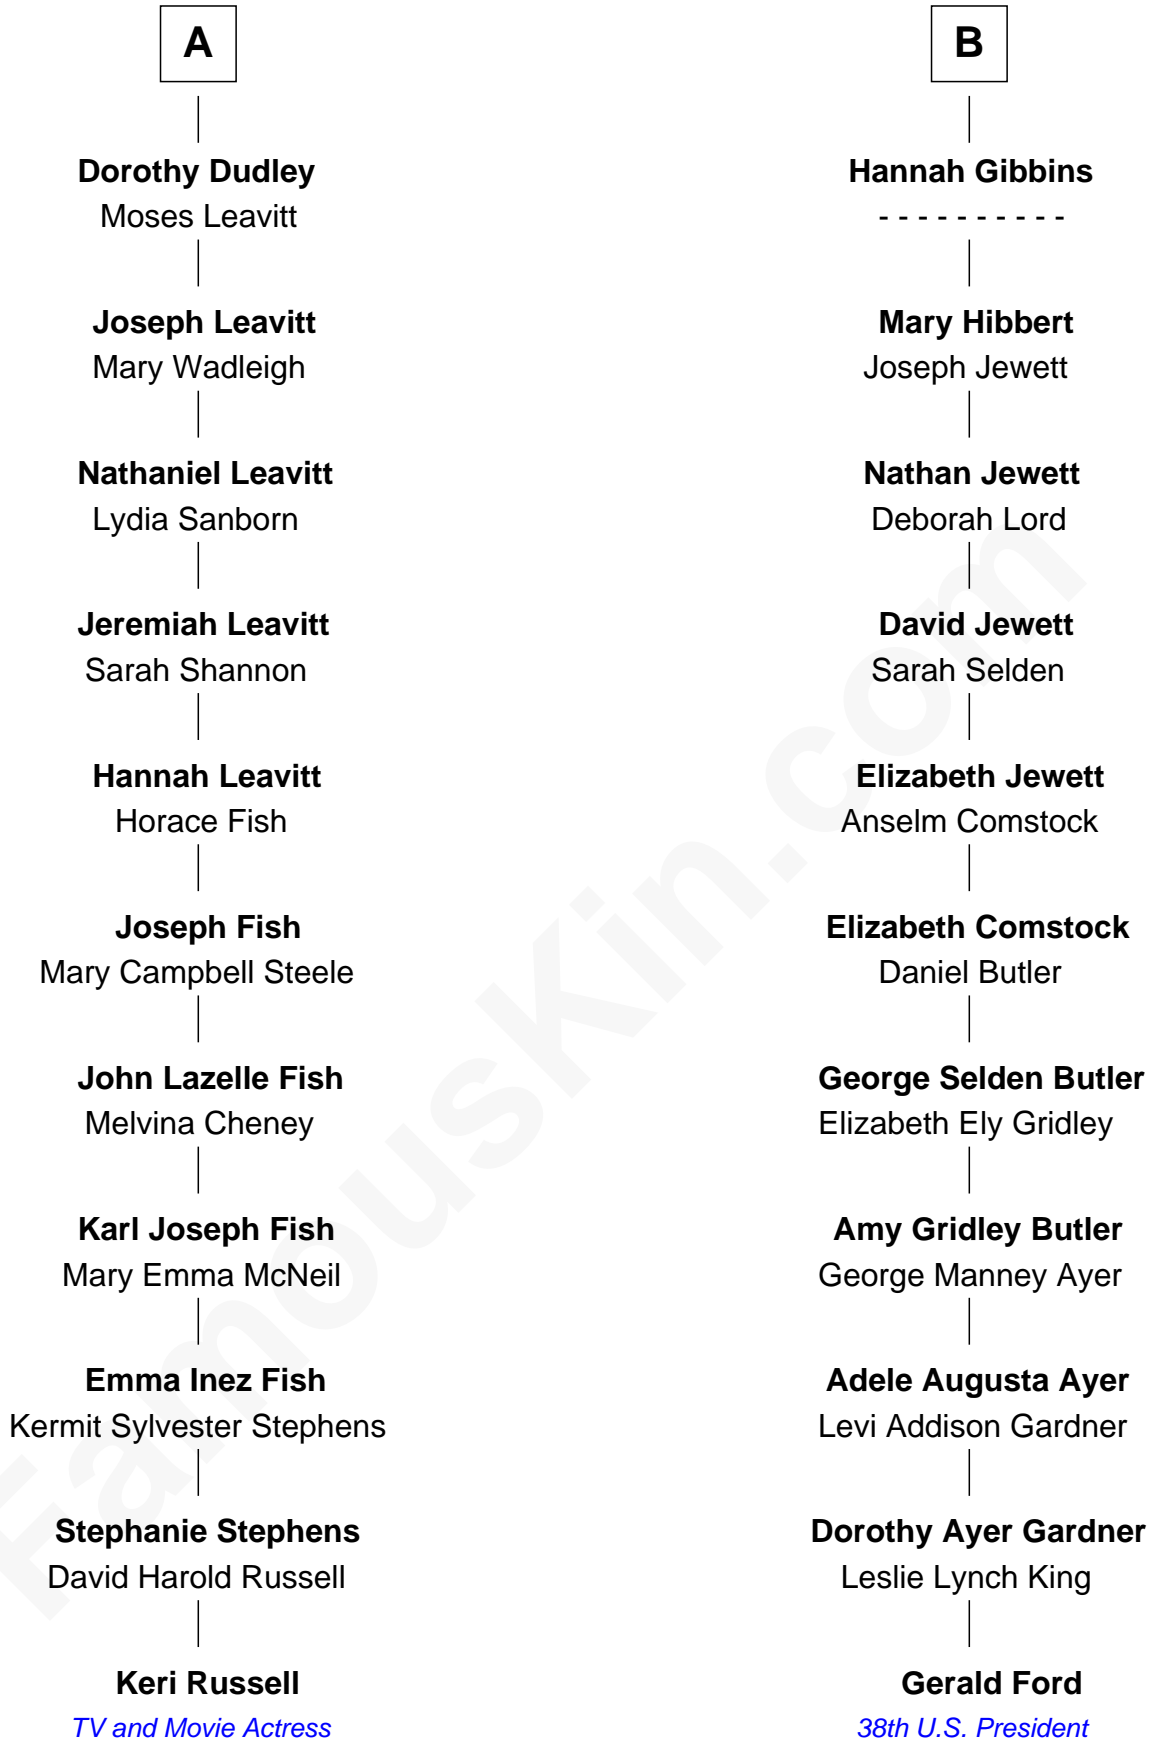 A
Dorothy Dudley
Moses Leavitt
Joseph Leavitt
Mary Wadleigh
Nathaniel Leavitt
Lydia Sanborn
Jeremiah Leavitt
Sarah Shannon
Hannah Leavitt
Horace Fish
Joseph Fish
Mary Campbell Steele
John Lazelle Fish
Melvina Cheney
Karl Joseph Fish
Mary Emma McNeil
Emma Inez Fish
Kermit Sylvester Stephens
Stephanie Stephens
David Harold Russell
Keri Russell
TV and Movie Actress
B
Hannah Gibbins
- - - - - - - - - -
Mary Hibbert
Joseph Jewett
Nathan Jewett
Deborah Lord
David Jewett
Sarah Selden
Elizabeth Jewett
Anselm Comstock
Elizabeth Comstock
Daniel Butler
George Selden Butler
Elizabeth Ely Gridley
Amy Gridley Butler
George Manney Ayer
Adele Augusta Ayer
Levi Addison Gardner
Dorothy Ayer Gardner
Leslie Lynch King
Gerald Ford
38th U.S. President
FamousKin.com